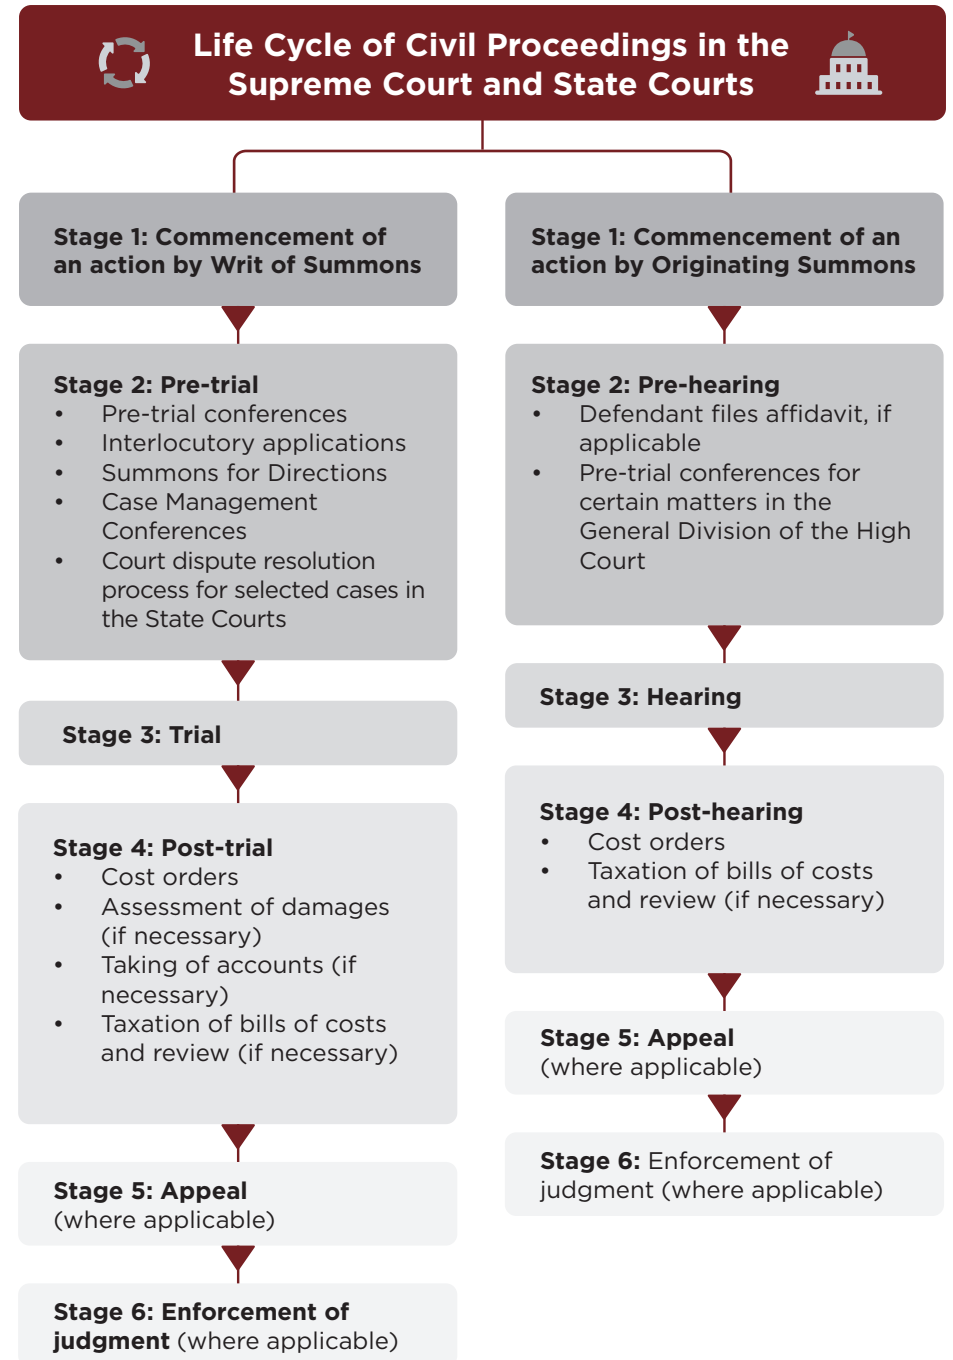 Life Cycle of Civil Proceedings in the
Supreme Court and State Courts
Stage 1: Commencement of
an action by Writ of Summons
Stage 2: Pre-trial
• Pre-trial conferences
• Interlocutory applications
• Summons for Directions
• Case Management
Conferences
• Court dispute resolution
process for selected cases in
the State Courts
Stage 3: Trial
Stage 4: Post-trial
• Cost orders
• Assessment of damages
(if necessary)
• Taking of accounts (if
necessary)
• Taxation of bills of costs
and review (if necessary)
Stage 5: Appeal
(where applicable)
Stage 6: Enforcement of
judgment (where applicable)
Stage 1: Commencement of an
action by Originating Summons
Stage 2: Pre-hearing
• Defendant files affidavit, if
applicable
• Pre-trial conferences for
certain matters in the
General Division of the High
Court
Stage 3: Hearing
Stage 4: Post-hearing
• Cost orders
• Taxation of bills of costs
and review (if necessary)
Stage 5: Appeal
(where applicable)
Stage 6: Enforcement of
judgment (where applicable)